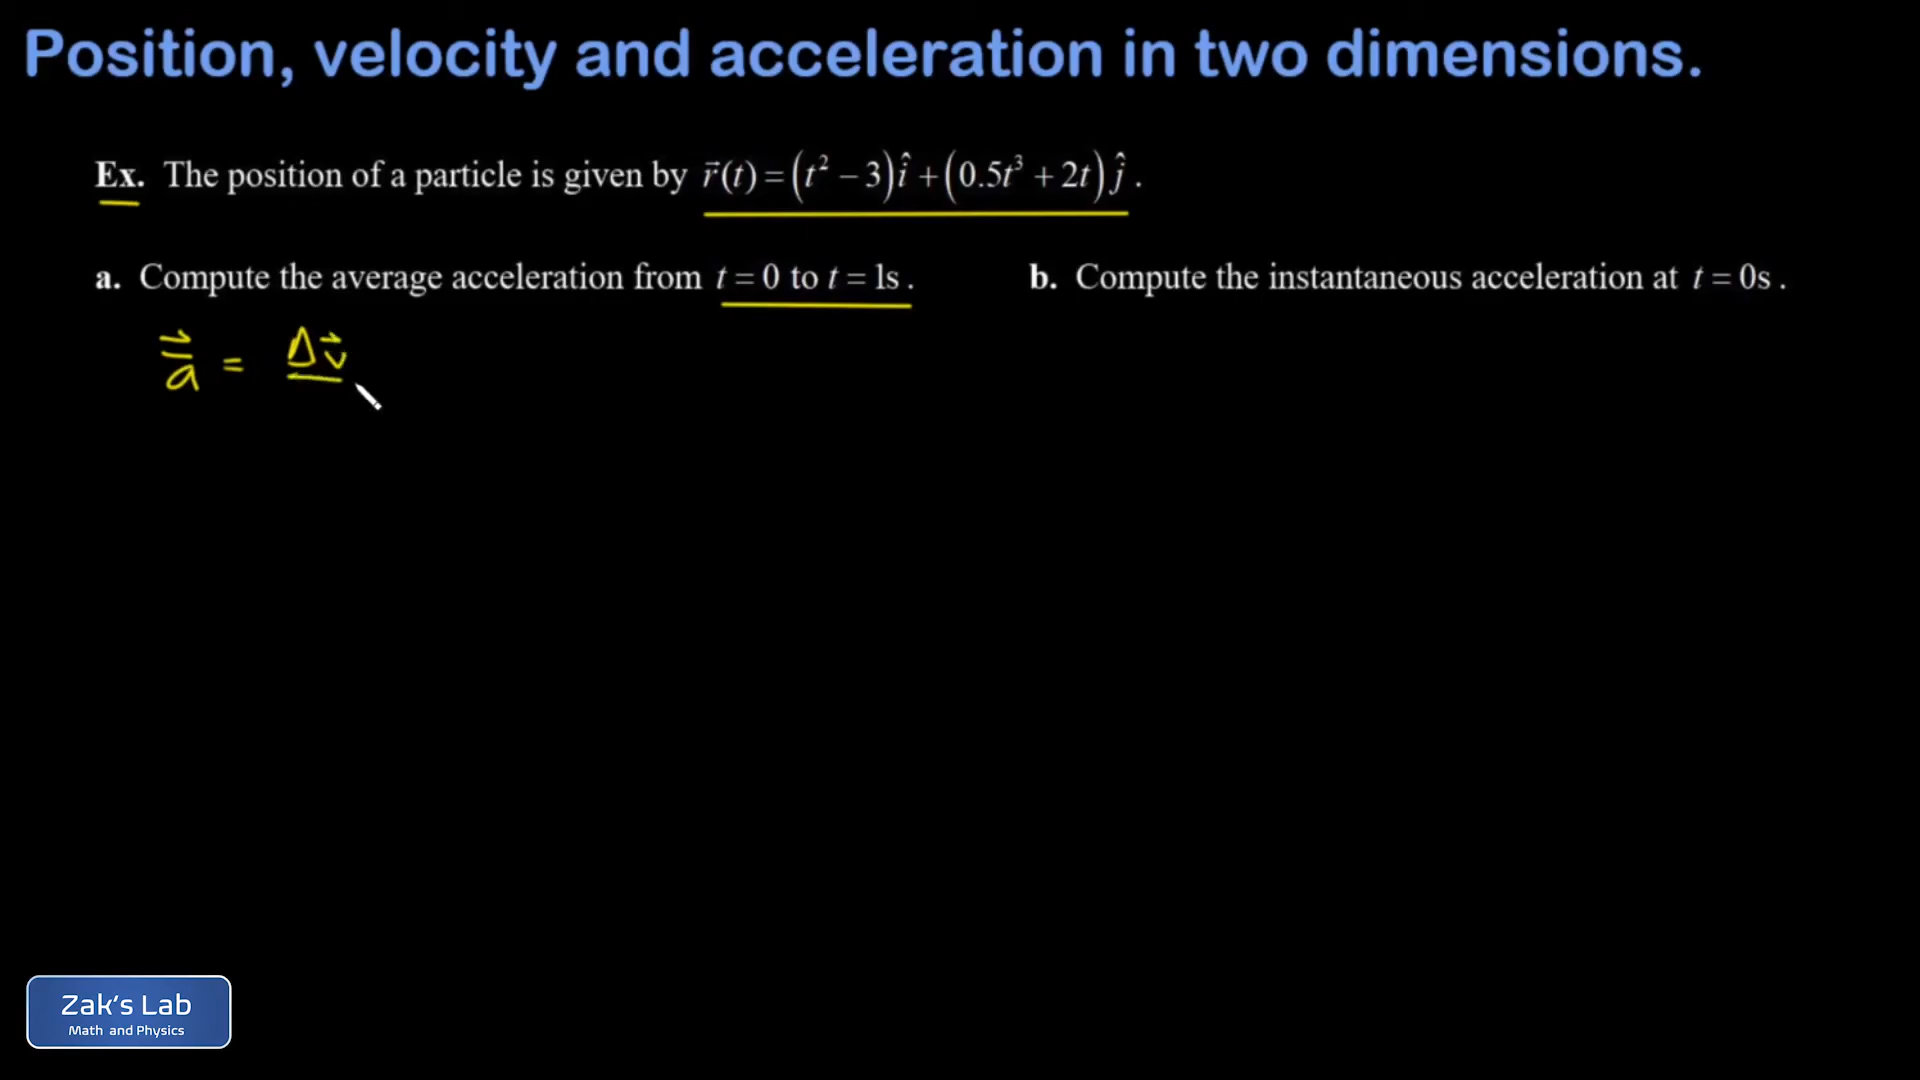 Position, velocity and acceleration in two dimensions.
Ex. The position of a particle is given by r⃗(t) = (t² − 3)î + (0.5t³ + 2t)ĵ.
a. Compute the average acceleration from t = 0 to t = 1s.
b. Compute the instantaneous acceleration at t = 0s.
a̅⃗ = Δv⃗
Zak's Lab
Math and Physics